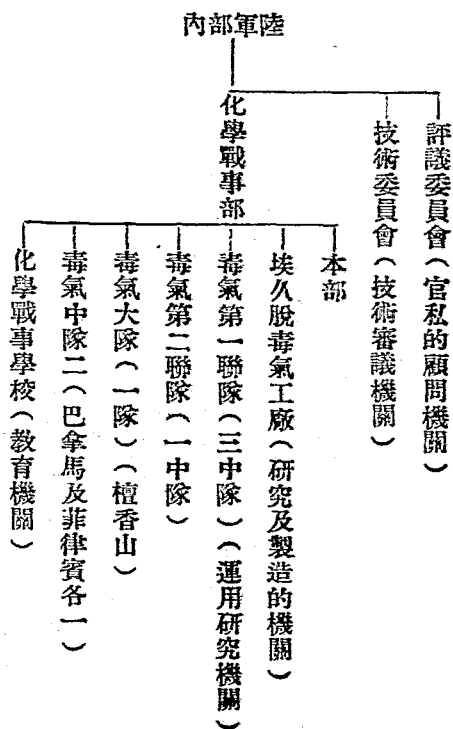 陸軍部內
評議委員會（官私的顧問機關）
技術委員會（技術審議機關）
化學戰事部
本部
埃久脫毒氣工廠（研究及製造的機關）
毒氣第一聯隊（三中隊）（運用研究機關）
毒氣第二聯隊（一中隊）
毒氣大隊（一隊）（檀香山）
毒氣中隊二（巴拿馬及菲律賓各一）
化學戰事學校（教育機關）